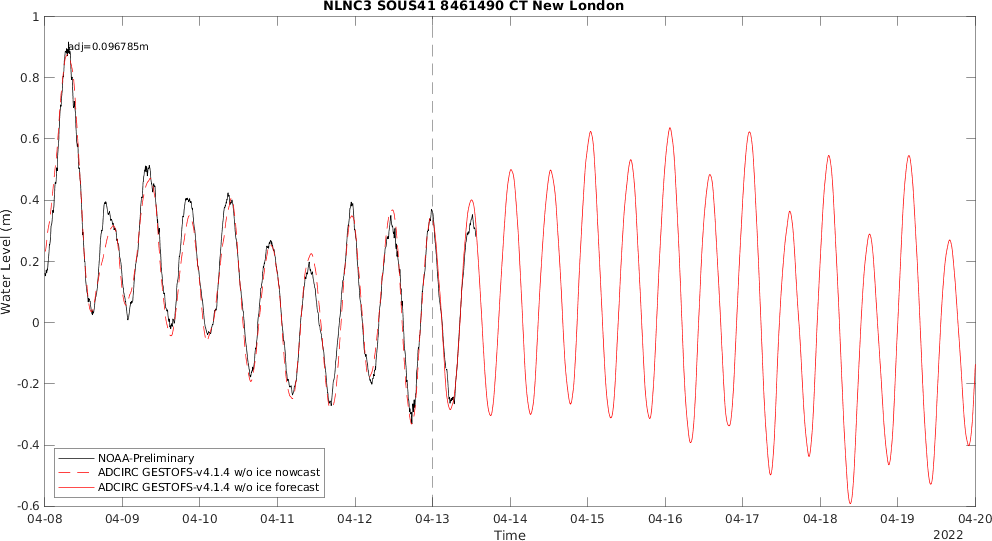 NLNC3 SOUS41 8461490 CT New London
adj=0.096785m
1
0.8
0.6
0.4
0.2
0
-0.2
-0.4
-0.6
Water Level (m)
NOAA-Preliminary
ADCIRC GESTOFS-v4.1.4 w/o ice nowcast
ADCIRC GESTOFS-v4.1.4 w/o ice forecast
04-08 04-09 04-10 04-11 04-12 04-13 04-14 04-15 04-16 04-17 04-18 04-19 04-20
Time
2022